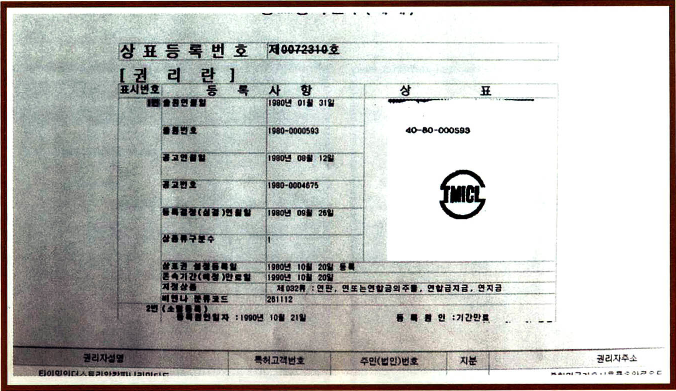 상표등록번호 제0072310호
[권리란]
표시번호 등록사항 상표
1번 출원연월일 1980년 01월 31일
출원번호 1980-0000593 40-80-000593
공고연월일 1980년 08월 12일
공고번호 1980-0004675
TMICL
등록결정(심결)연월일 1980년 09월 26일
상품류구분수 1
상표권 설정등록일 1980년 10월 20일 등록
존속기간(예정)만료일 1990년 10월 20일
지정상품 제032류 : 연판, 연또는연합금의주물, 연합금지금, 연지금
비엔나 분류코드 261112
2번 (소멸등록)
등록원인일자 : 1990년 10월 21일 등록원인 : 기간만료
권리자성명 특허고객번호 주민(법인)번호 지분 권리자주소